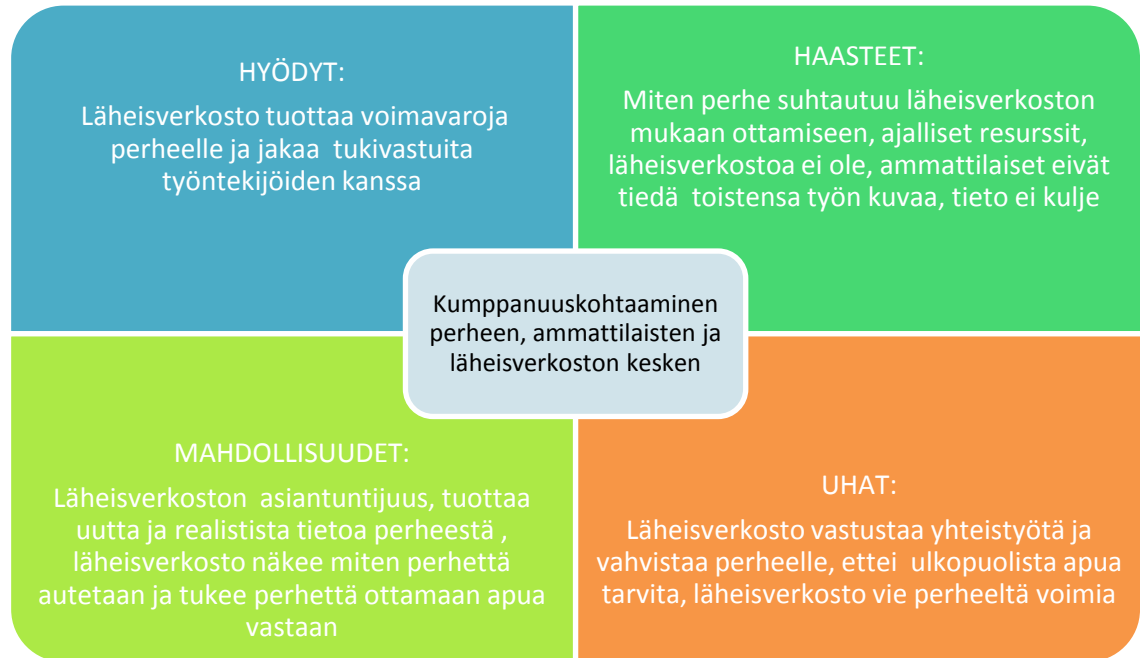 HYÖDYT:
Läheisverkosto tuottaa voimavaroja
perheelle ja jakaa tukivastuita
työntekijöiden kanssa
HAASTEET:
Miten perhe suhtautuu läheisverkoston
mukaan ottamiseen, ajalliset resurssit,
läheisverkostoa ei ole, ammattilaiset eivät
tiedä toistensa työn kuvaa, tieto ei kulje
Kumppanuuskohtaaminen
perheen, ammattilaisten ja
läheisverkoston kesken
MAHDOLLISUUDET:
Läheisverkoston asiantuntijuus, tuottaa
uutta ja realistista tietoa perheestä ,
läheisverkosto näkee miten perhettä
autetaan ja tukee perhettä ottamaan apua
vastaan
UHAT:
Läheisverkosto vastustaa yhteistyötä ja
vahvistaa perheelle, ettei ulkopuolista apua
tarvita, läheisverkosto vie perheeltä voimia